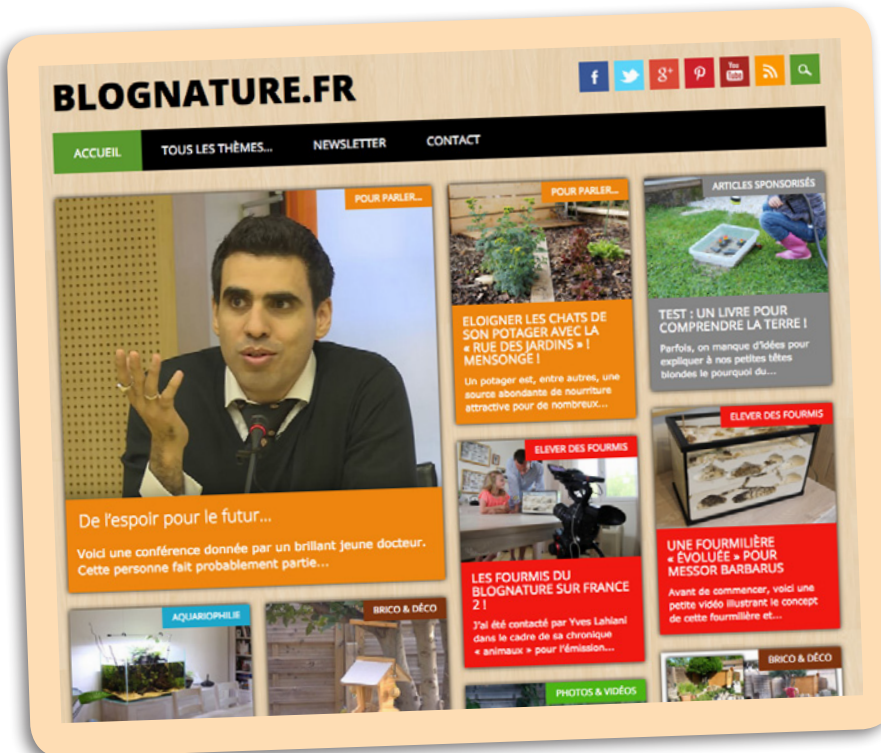 BLOGNATURE.FR
f
g+
You
Tube
ACCUEIL
TOUS LES THÈMES...
NEWSLETTER
CONTACT
POUR PARLER...
De l'espoir pour le futur...
Voici une conférence donnée par un brillant jeune docteur.
Cette personne fait probablement partie...
POUR PARLER...
ELOIGNER LES CHATS DE
SON POTAGER AVEC LA
« RUE DES JARDINS » !
MENSONGE !
Un potager est, entre autres, une
source abondante de nourriture
attractive pour de nombreux...
ARTICLES SPONSORISÉS
TEST : UN LIVRE POUR
COMPRENDRE LA TERRE !
Parfois, on manque d'idées pour
expliquer à nos petites têtes
blondes le pourquoi du...
ELEVER DES FOURMIS
LES FOURMIS DU
BLOGNATURE SUR FRANCE
2 !
J'ai été contacté par Yves Lahiani
dans le cadre de sa chronique
« animaux » pour l'émission...
ELEVER DES FOURMIS
UNE FOURMILIÈRE
« ÉVOLUÉE » POUR
MESSOR BARBARUS
Avant de commencer, voici une
petite vidéo illustrant le concept
de cette fourmilière et...
AQUARIOPHILIE
BRICO & DÉCO
PHOTOS & VIDÉOS
BRICO & DÉCO